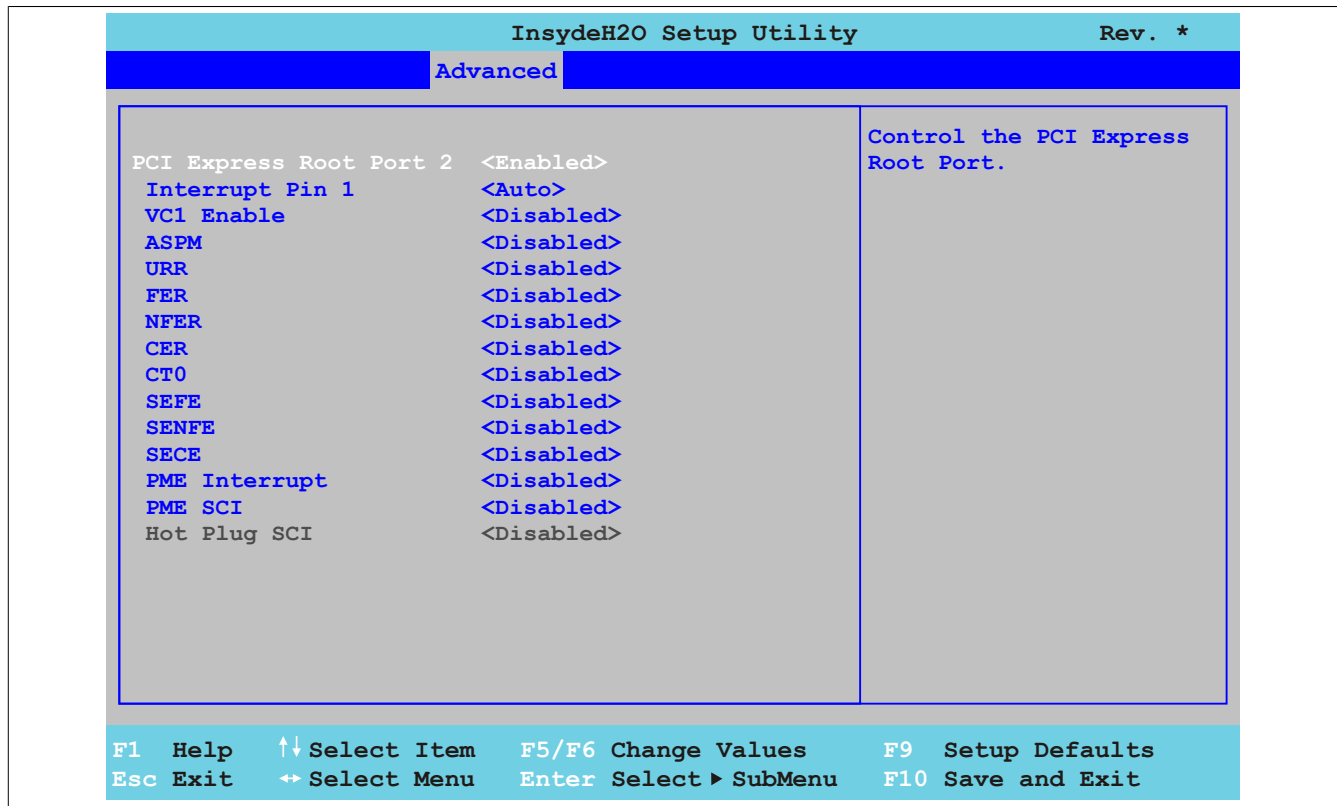 InsydeH2O Setup Utility Rev. *
Advanced
PCI Express Root Port 2 <Enabled>
Interrupt Pin 1 <Auto>
VC1 Enable <Disabled>
ASPM <Disabled>
URR <Disabled>
FER <Disabled>
NFER <Disabled>
CER <Disabled>
CT0 <Disabled>
SEFE <Disabled>
SENFE <Disabled>
SECE <Disabled>
PME Interrupt <Disabled>
PME SCI <Disabled>
Hot Plug SCI <Disabled>
Control the PCI Express
Root Port.
F1 Help ↑↓ Select Item F5/F6 Change Values F9 Setup Defaults
Esc Exit ↔ Select Menu Enter Select ▶ SubMenu F10 Save and Exit